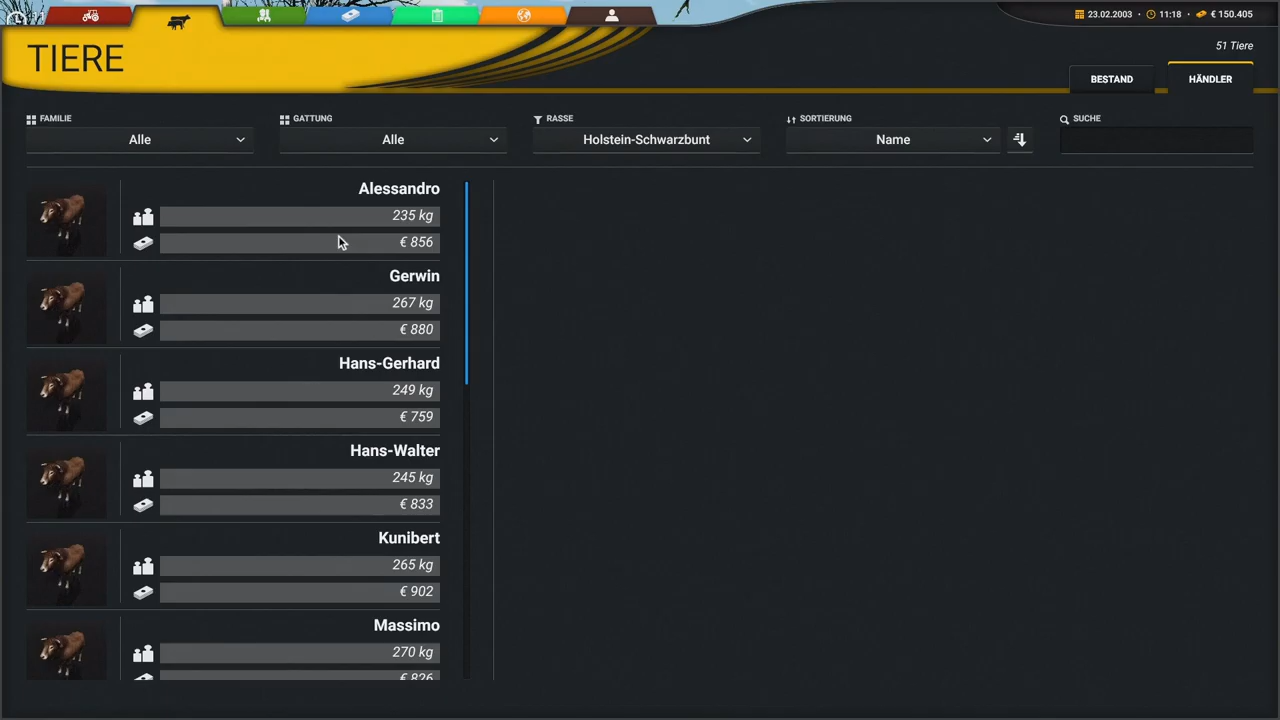 23.02.2003 11:18 € 150.405
TIERE
51 Tiere
BESTAND HÄNDLER
FAMILIE GATTUNG RASSE SORTIERUNG SUCHE
Alle Alle Holstein-Schwarzbunt Name
Alessandro
235 kg
€ 856
Gerwin
267 kg
€ 880
Hans-Gerhard
249 kg
€ 759
Hans-Walter
245 kg
€ 833
Kunibert
265 kg
€ 902
Massimo
270 kg
€ 826